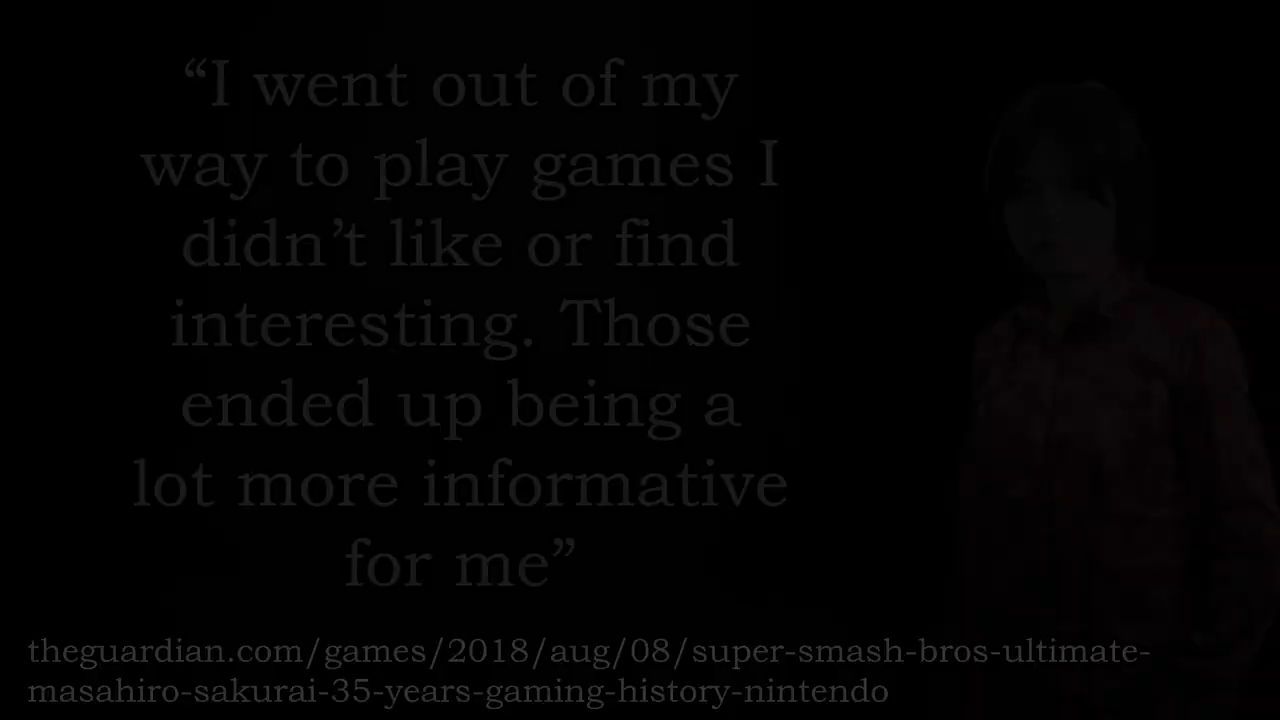 “I went out of my
way to play games I
didn’t like or find
interesting. Those
ended up being a
lot more informative
for me”
theguardian.com/games/2018/aug/08/super-smash-bros-ultimate-
masahiro-sakurai-35-years-gaming-history-nintendo